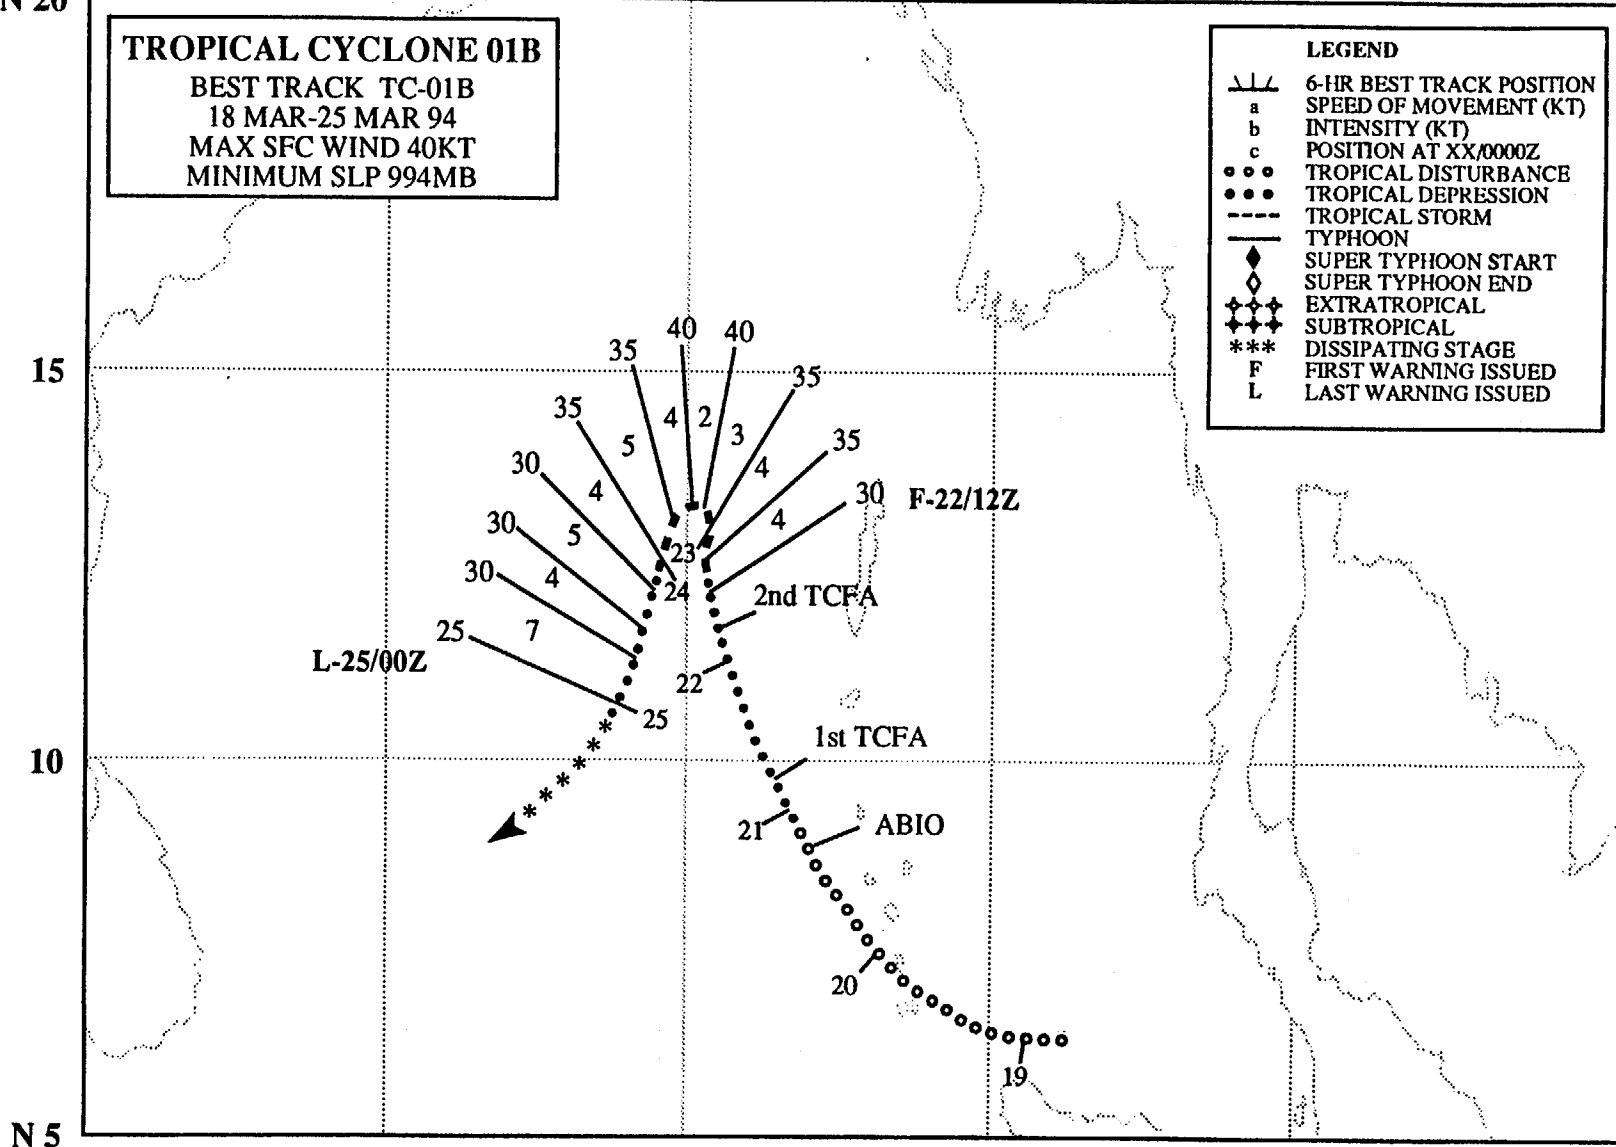 N 20
TROPICAL CYCLONE 01B
BEST TRACK TC-01B
18 MAR-25 MAR 94
MAX SFC WIND 40KT
MINIMUM SLP 994MB
LEGEND
6-HR BEST TRACK POSITION
a SPEED OF MOVEMENT (KT)
b INTENSITY (KT)
c POSITION AT XX/0000Z
TROPICAL DISTURBANCE
TROPICAL DEPRESSION
TROPICAL STORM
TYPHOON
SUPER TYPHOON START
SUPER TYPHOON END
EXTRATROPICAL
SUBTROPICAL
*** DISSIPATING STAGE
F FIRST WARNING ISSUED
L LAST WARNING ISSUED
40 40
35
15
35
35
4 2
3
5
35
30
4
4
30
F-22/12Z
30
5
4
23
30
4
24
2nd TCFA
25
7
L-25/00Z
22
25
1st TCFA
10
21
ABIO
20
19
N 5